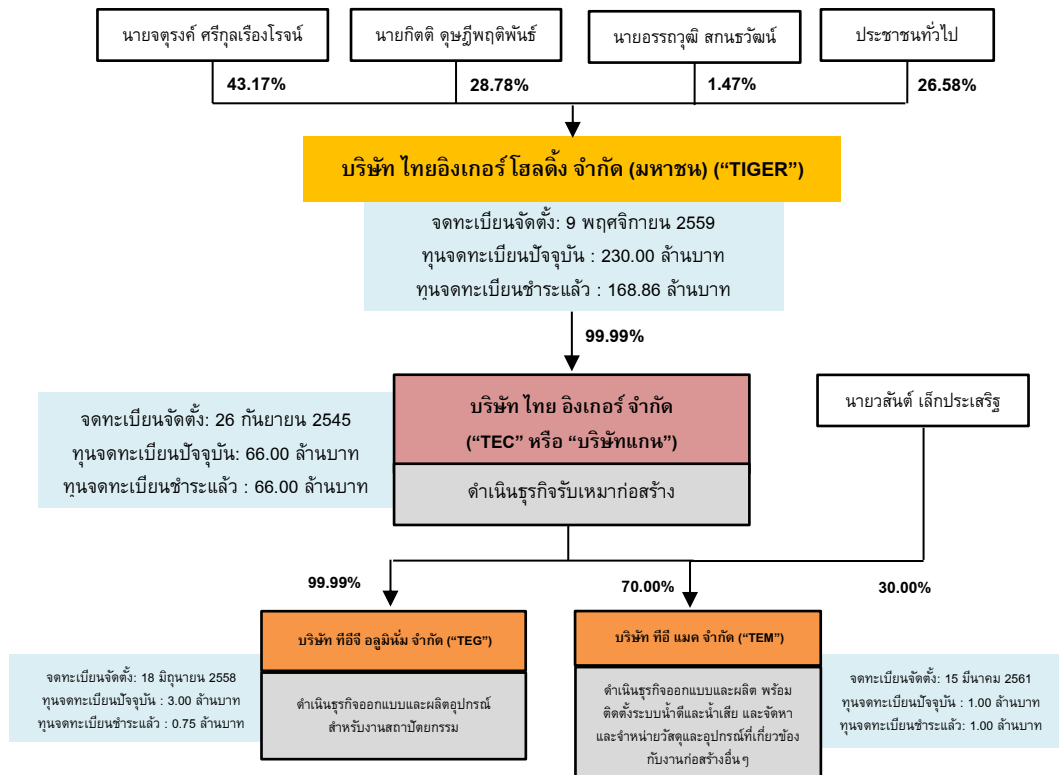 นายจตุรงค์ ศรีกุลเรืองโรจน์
นายกิตติ ดุษฎีพฤติพันธ์
นายอรรถวุฒิ สกนธวัฒน์
ประชาชนทั่วไป
43.17%
28.78%
1.47%
26.58%
บริษัท ไทยอิงเกอร์ โฮลดิ้ง จำกัด (มหาชน) (“TIGER”)
จดทะเบียนจัดตั้ง: 9 พฤศจิกายน 2559
ทุนจดทะเบียนปัจจุบัน : 230.00 ล้านบาท
ทุนจดทะเบียนชำระแล้ว : 168.86 ล้านบาท
99.99%
จดทะเบียนจัดตั้ง: 26 กันยายน 2545
ทุนจดทะเบียนปัจจุบัน: 66.00 ล้านบาท
ทุนจดทะเบียนชำระแล้ว : 66.00 ล้านบาท
บริษัท ไทย อิงเกอร์ จำกัด
(“TEC” หรือ “บริษัทแกน”)
ดำเนินธุรกิจรับเหมาก่อสร้าง
นายวสันต์ เล็กประเสริฐ
99.99%
70.00%
30.00%
บริษัท ทีอีจี อลูมินั่ม จำกัด (“TEG”)
จดทะเบียนจัดตั้ง: 18 มิถุนายน 2558
ทุนจดทะเบียนปัจจุบัน : 3.00 ล้านบาท
ทุนจดทะเบียนชำระแล้ว : 0.75 ล้านบาท
ดำเนินธุรกิจออกแบบและผลิตอุปกรณ์
สำหรับงานสถาปัตยกรรม
บริษัท ทีอี แมค จำกัด (“TEM”)
ดำเนินธุรกิจออกแบบและผลิต พร้อม
ติดตั้งระบบน้ำดีและน้ำเสีย และจัดหา
และจำหน่ายวัสดุและอุปกรณ์ที่เกี่ยวข้อง
กับงานก่อสร้างอื่นๆ
จดทะเบียนจัดตั้ง: 15 มีนาคม 2561
ทุนจดทะเบียนปัจจุบัน : 1.00 ล้านบาท
ทุนจดทะเบียนชำระแล้ว: 1.00 ล้านบาท